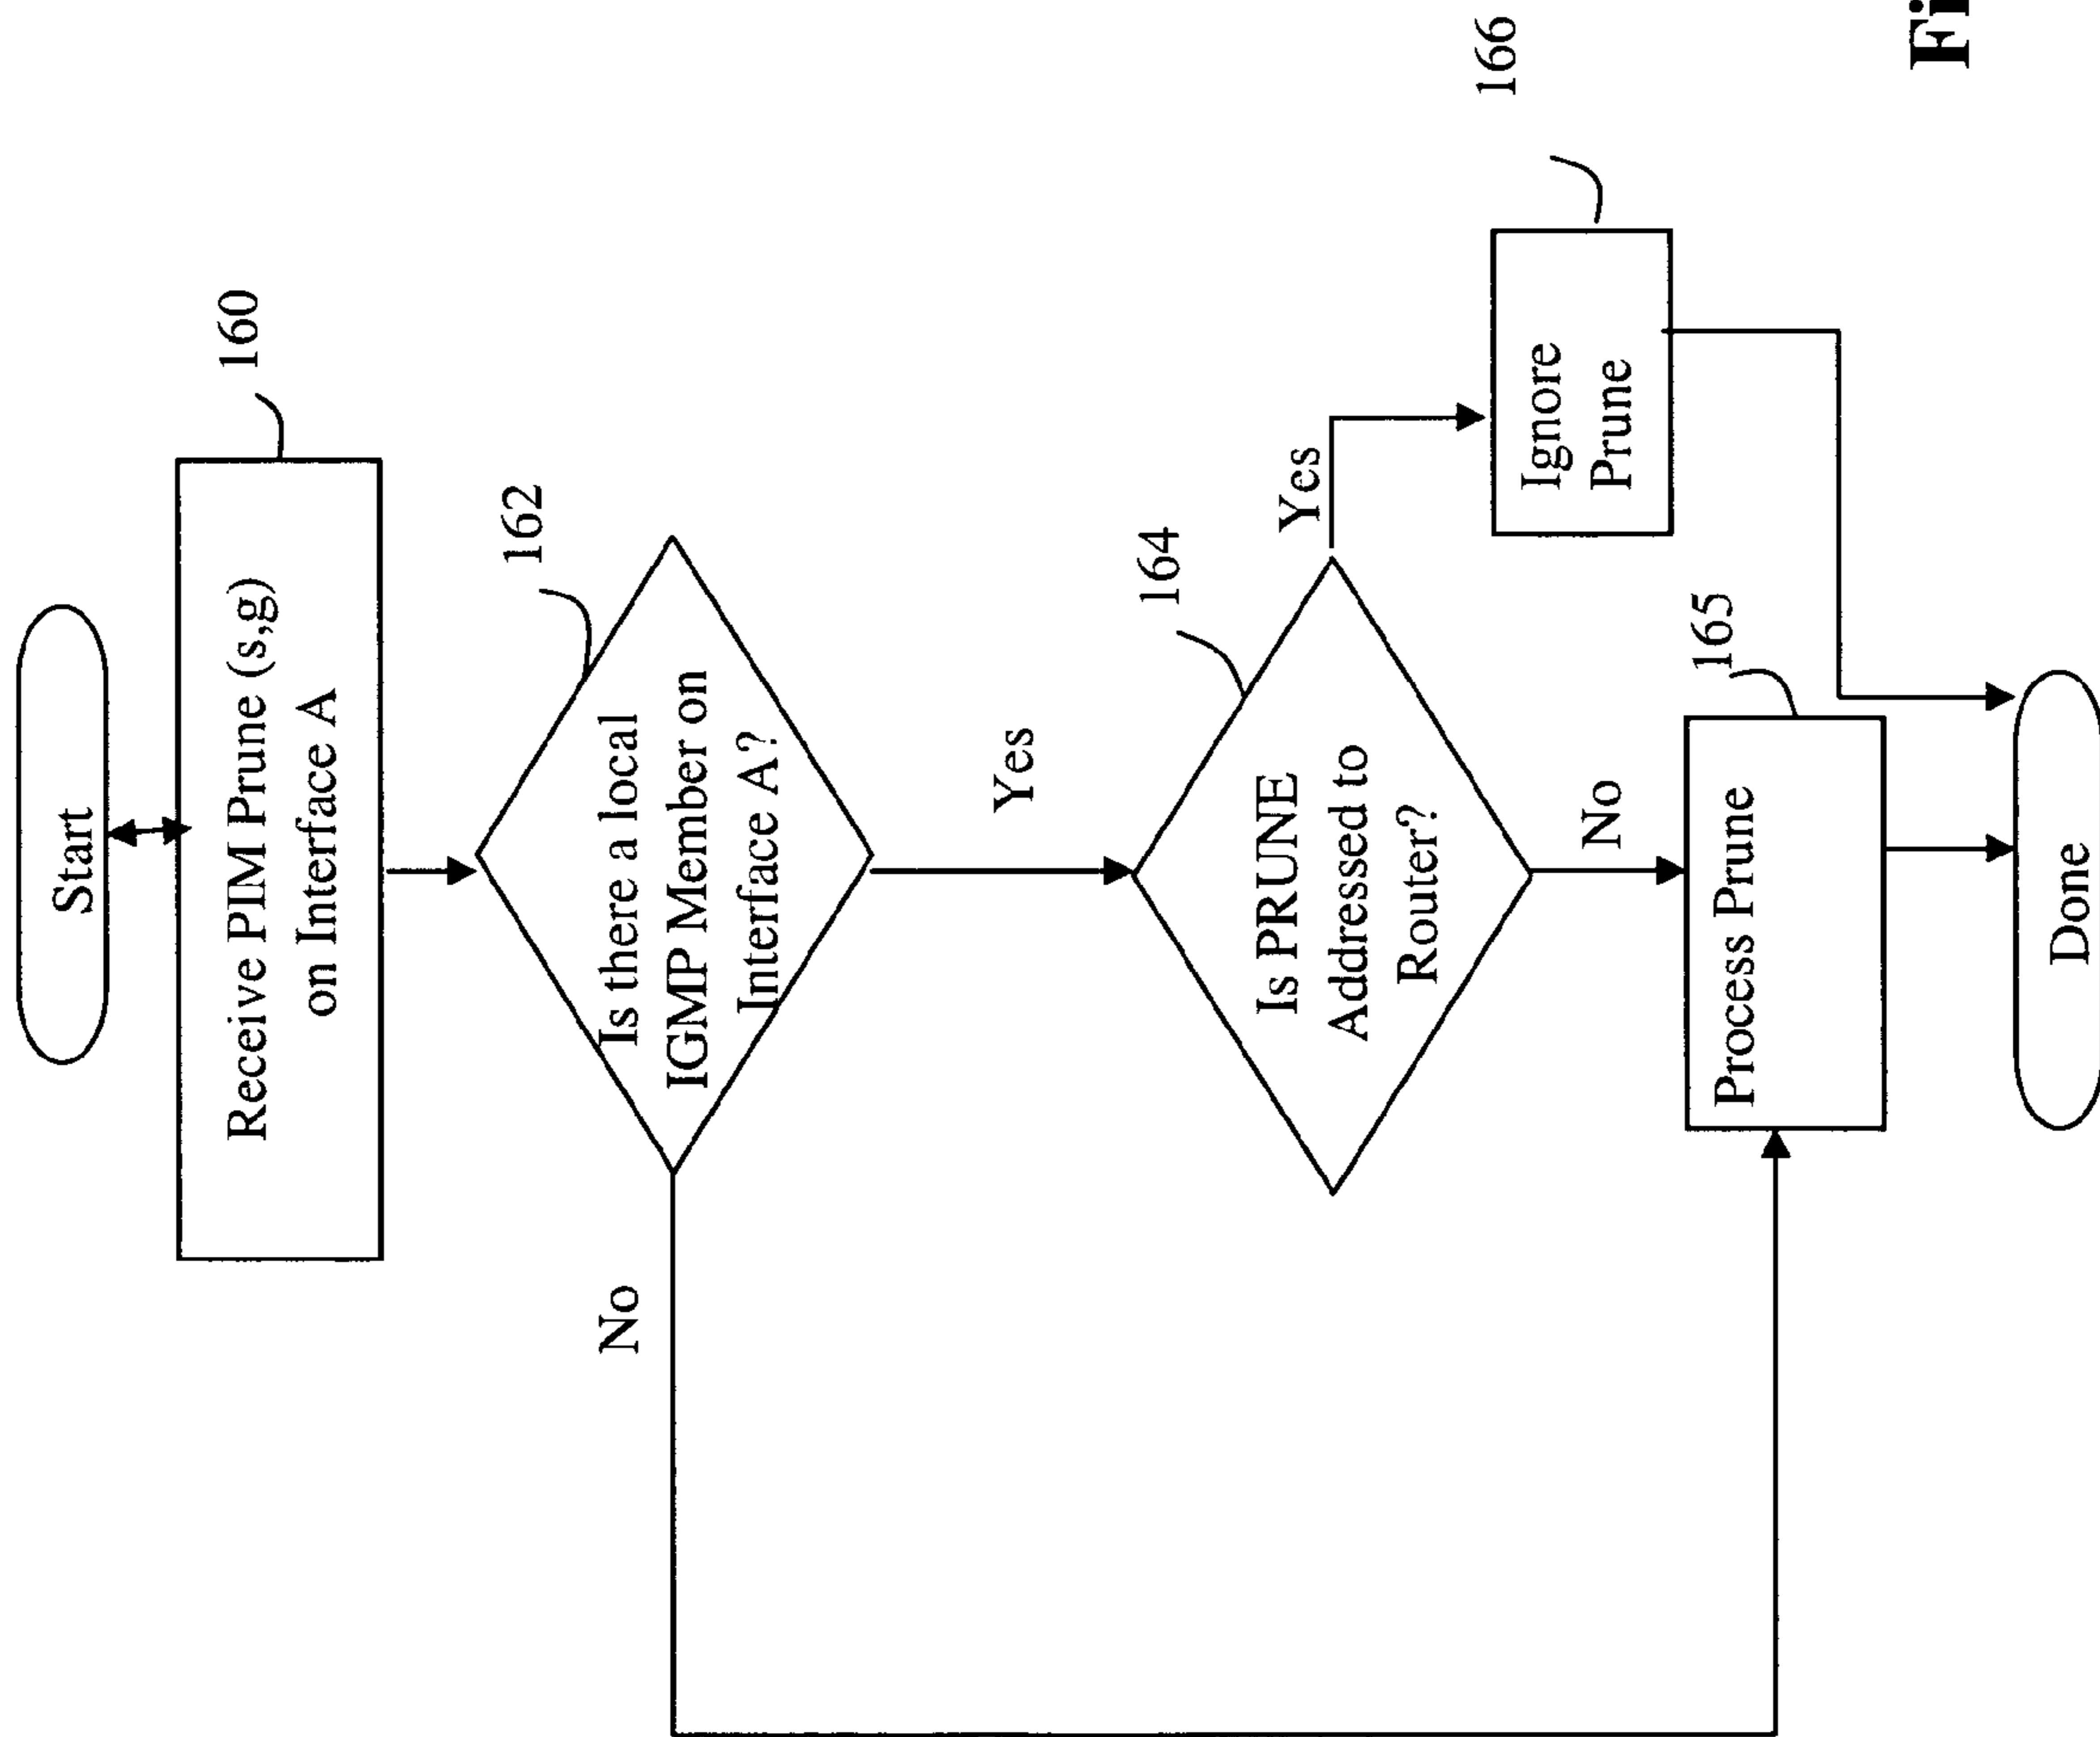 Start
160
Receive PIM Prune (s,g)
on Interface A
162
Is there a local
IGMP Member on
Interface A?
No
Yes
164
Is PRUNE
Addressed to
Router?
Yes
166
Ignore
Prune
No
165
Process Prune
Done
Fi